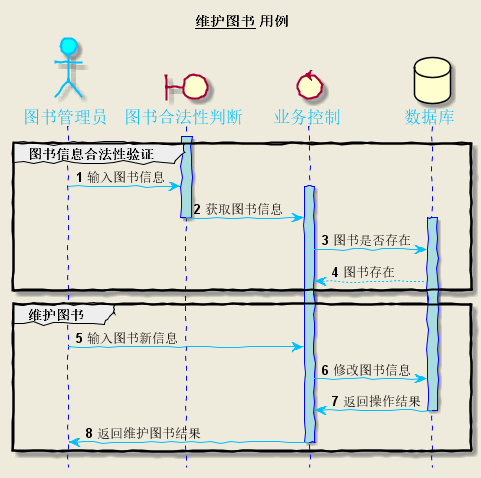 维护图书 用例
图书管理员 图书合法性判断 业务控制 数据库
图书信息合法性验证
1 输入图书信息
2 获取图书信息
3 图书是否存在
4 图书存在
维护图书
5 输入图书新信息
6 修改图书信息
7 返回操作结果
8 返回维护图书结果